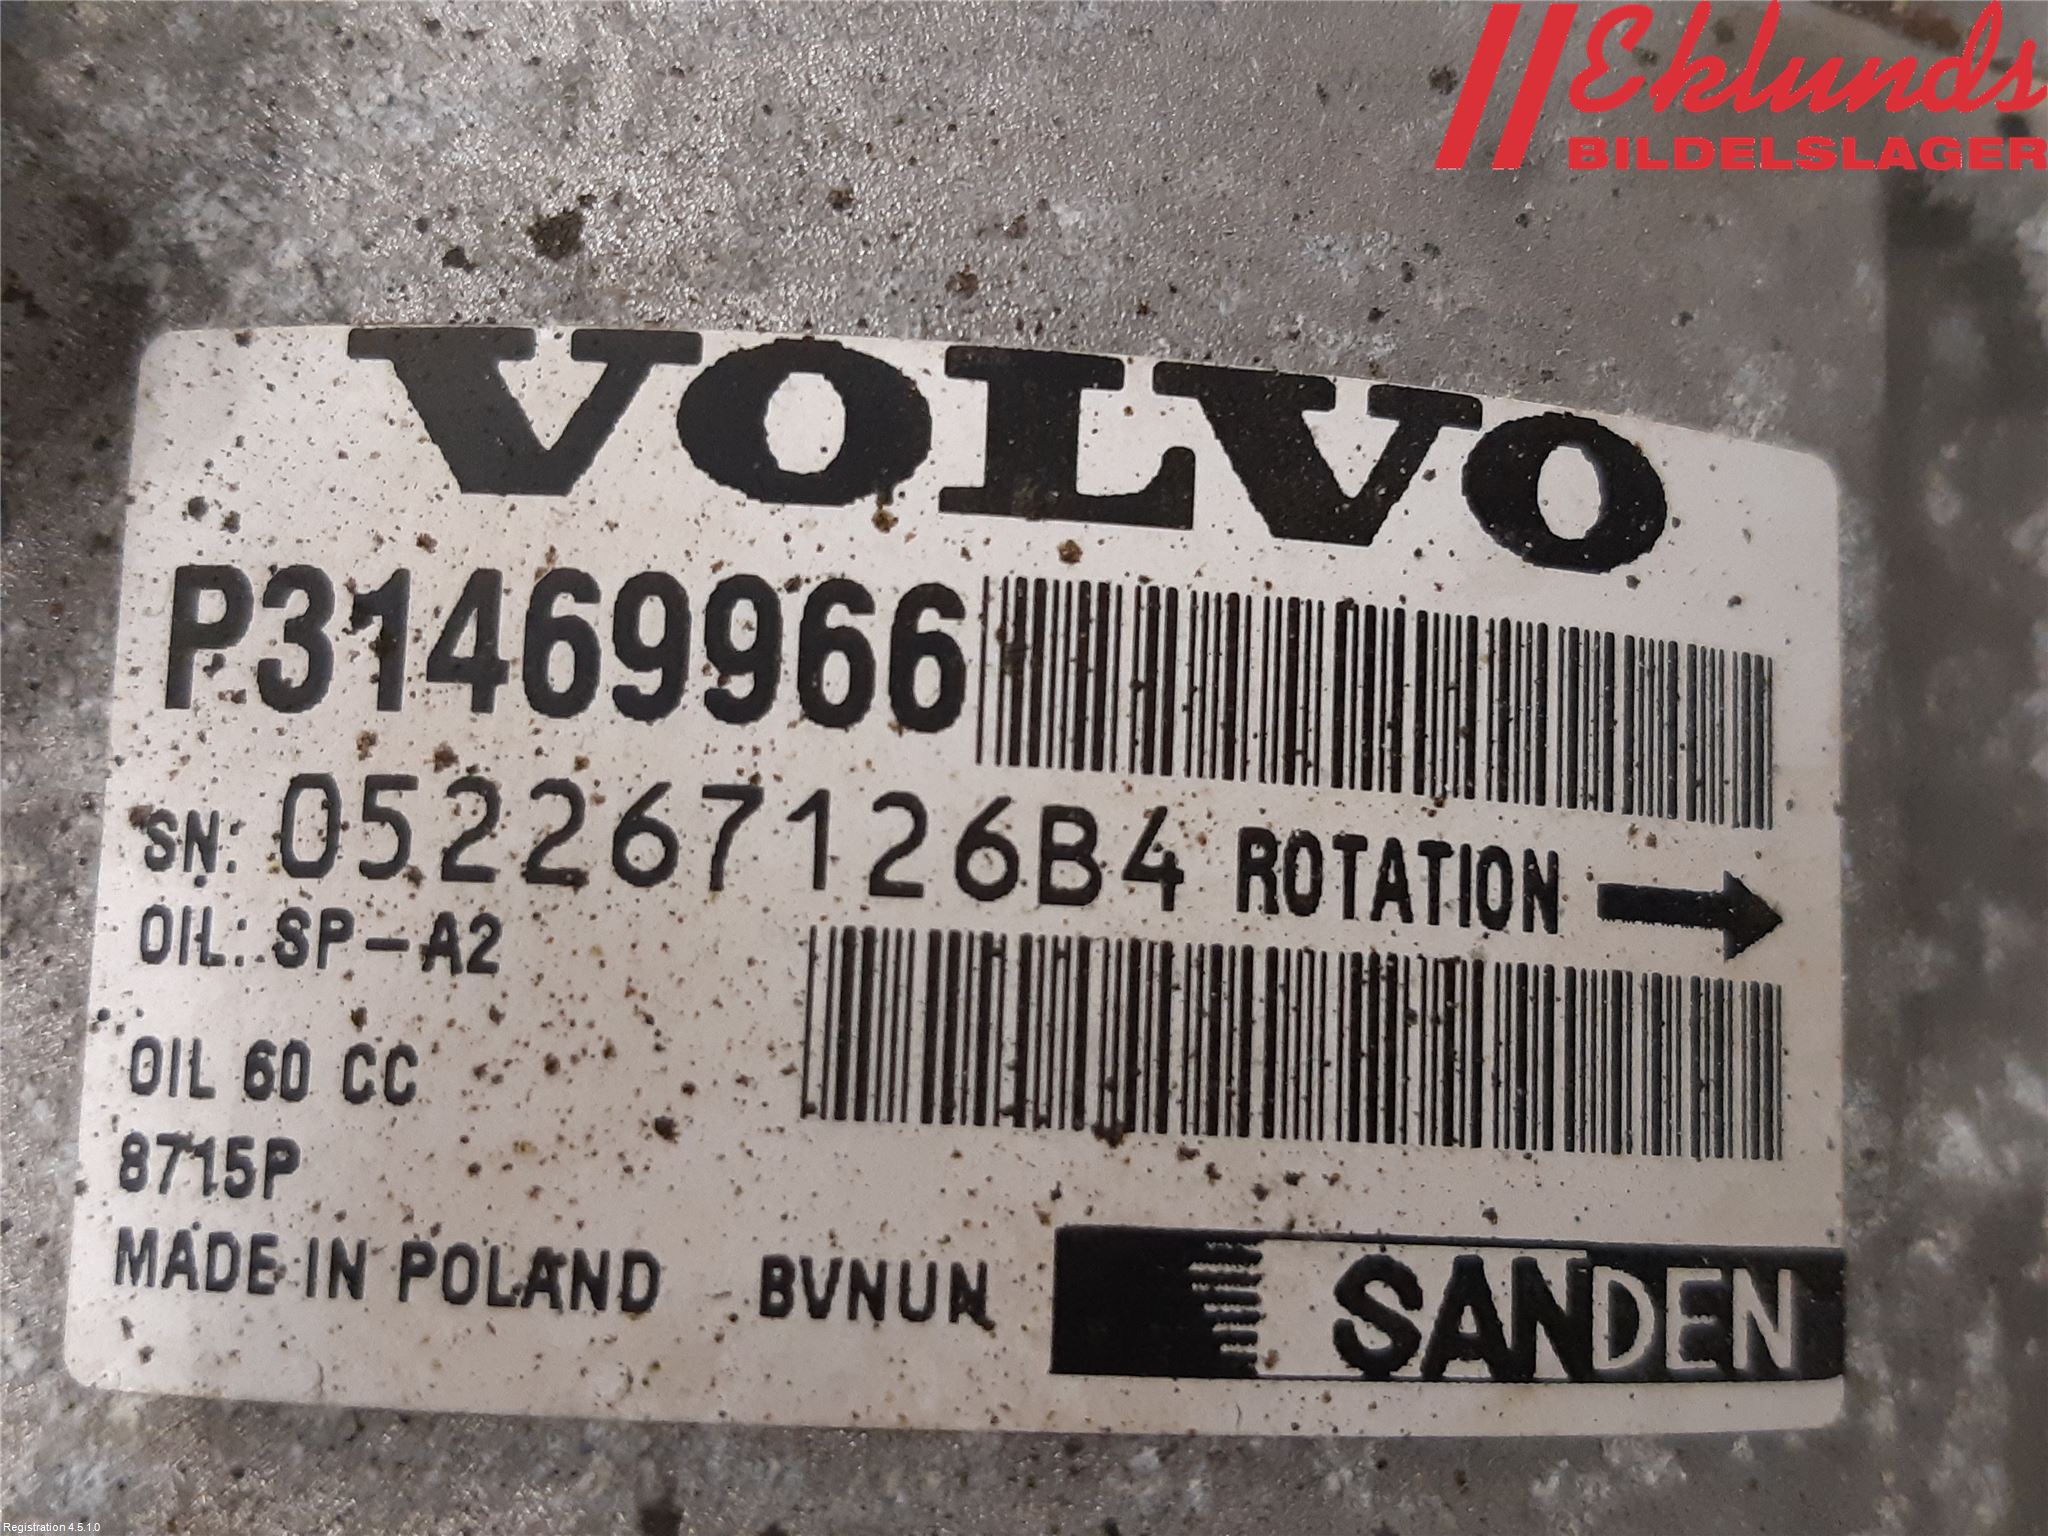 Eklunds
BILDELSLAGER
VOLVO
P31469966
SN: 052267126B4 ROTATION
OIL: SP-A2
OIL 60 CC
8715P
MADE IN POLAND BVNUN SANDEN
Registration 4.5.1.0